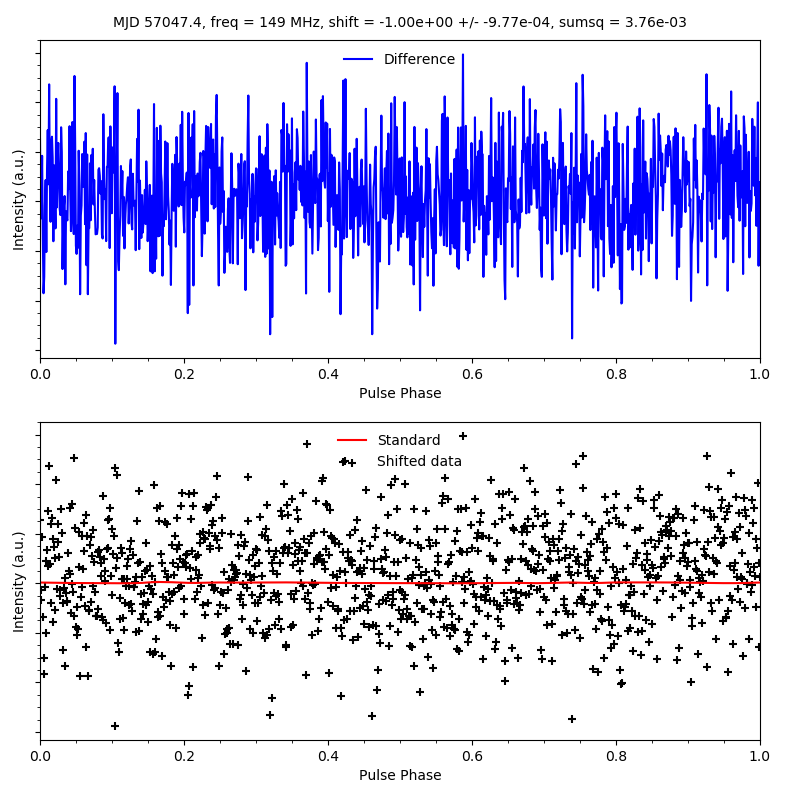 MJD 57047.4, freq = 149 MHz, shift = -1.00e+00 +/- -9.77e-04, sumsq = 3.76e-03
Difference
Intensity (a.u.)
0.0 0.2 0.4 0.6 0.8 1.0
Pulse Phase
Standard
Shifted data
Intensity (a.u.)
0.0 0.2 0.4 0.6 0.8 1.0
Pulse Phase